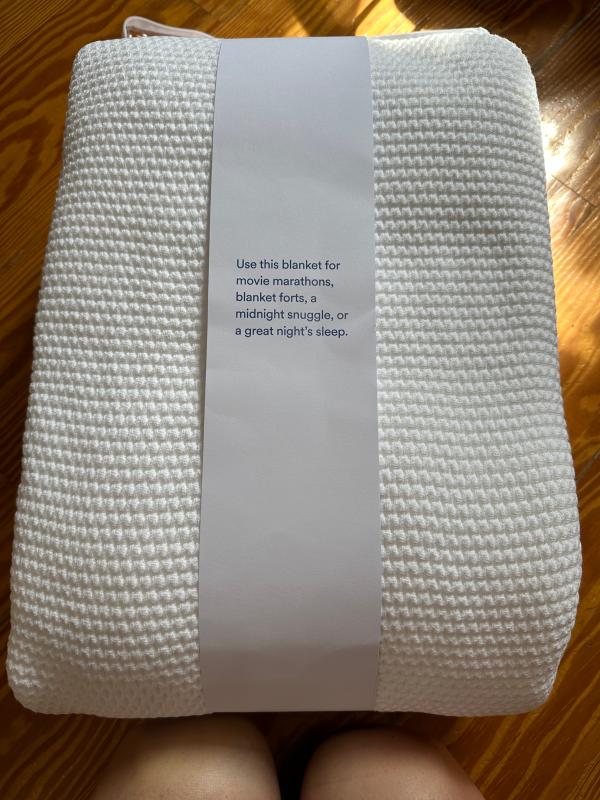 Use this blanket for
movie marathons,
blanket forts, a
midnight snuggle, or
a great night's sleep.